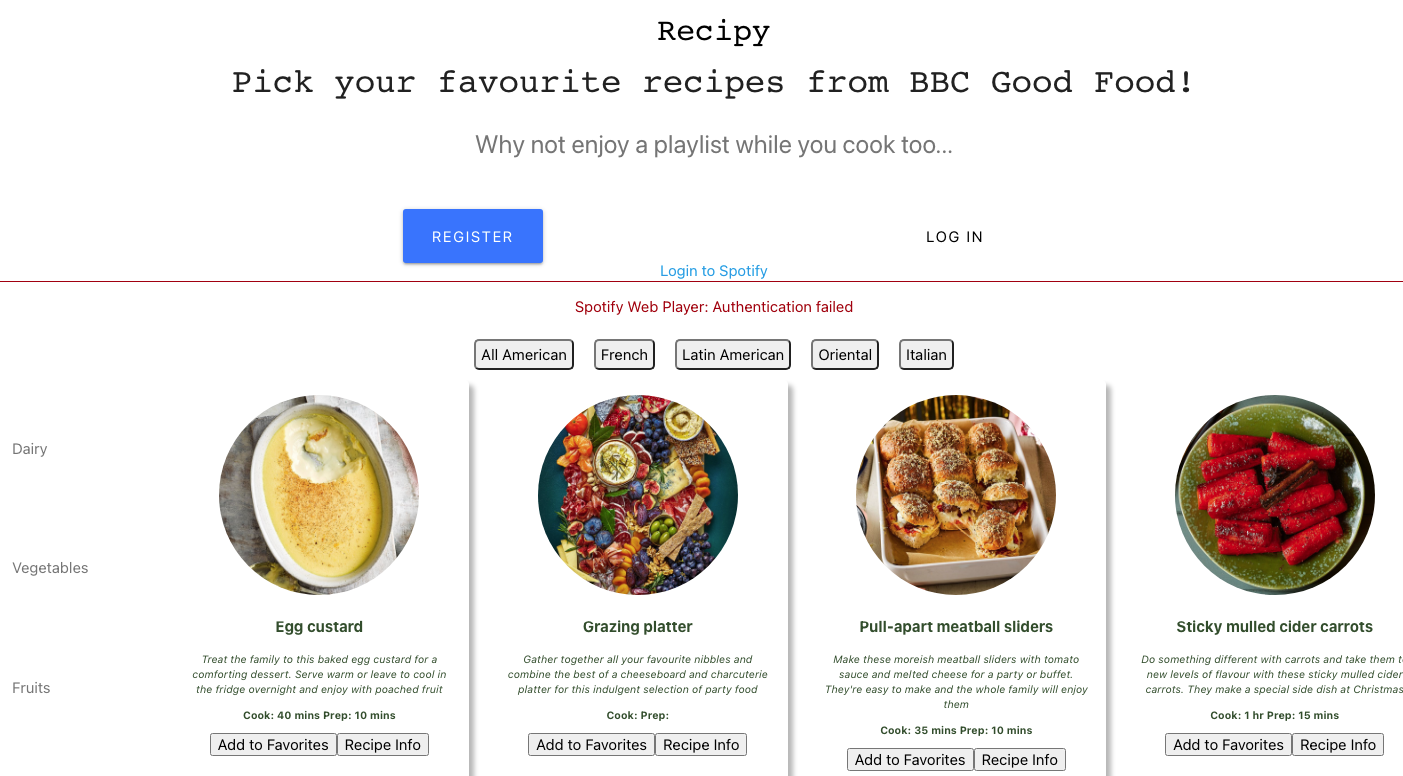 Recipy
Pick your favourite recipes from BBC Good Food!
Why not enjoy a playlist while you cook too...
REGISTER
LOG IN
Login to Spotify
Spotify Web Player: Authentication failed
All American French Latin American Oriental Italian
Dairy
Vegetables
Fruits
Egg custard
Treat the family to this baked egg custard for a
comforting dessert. Serve warm or leave to cool in
the fridge overnight and enjoy with poached fruit
Cook: 40 mins Prep: 10 mins
Add to Favorites Recipe Info
Grazing platter
Gather together all your favourite nibbles and
combine the best of a cheeseboard and charcuterie
platter for this indulgent selection of party food
Cook: Prep:
Add to Favorites Recipe Info
Pull-apart meatball sliders
Make these moreish meatball sliders with tomato
sauce and melted cheese for a party or buffet.
They're easy to make and the whole family will enjoy
them
Cook: 35 mins Prep: 10 mins
Add to Favorites Recipe Info
Sticky mulled cider carrots
Do something different with carrots and take them t
new levels of flavour with these sticky mulled cider
carrots. They make a special side dish at Christmas
Cook: 1 hr Prep: 15 mins
Add to Favorites Recipe Info